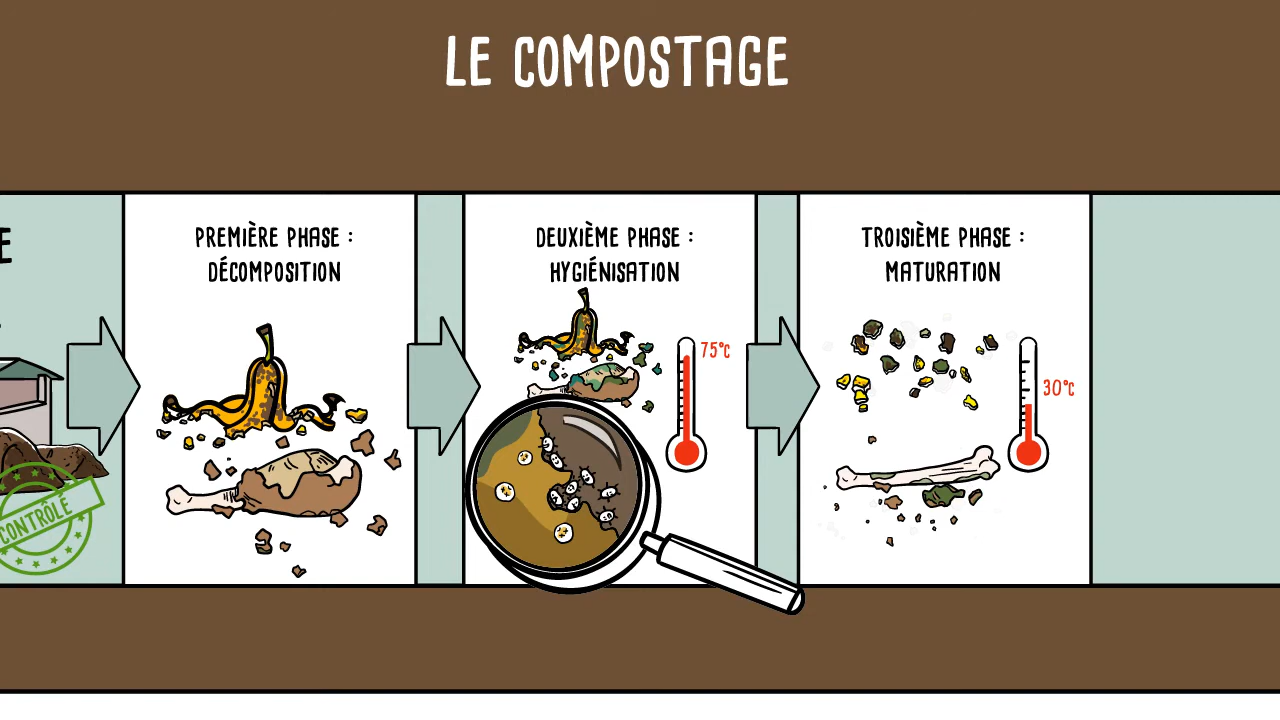 LE COMPOSTAGE
E
PREMIÈRE PHASE :
DÉCOMPOSITION
DEUXIÈME PHASE :
HYGIÉNISATION
TROISIÈME PHASE :
MATURATION
75°C
30°C
CONTRÔLÉ